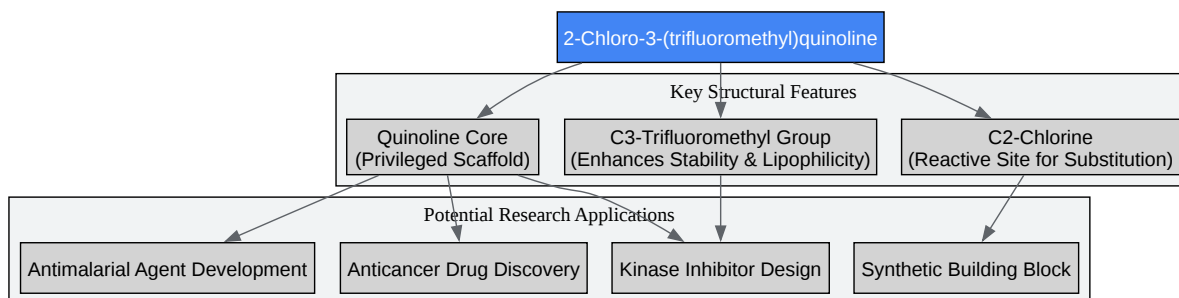 2-Chloro-3-(trifluoromethyl)quinoline
Key Structural Features
Quinoline Core
(Privileged Scaffold)
C3-Trifluoromethyl Group
(Enhances Stability & Lipophilicity)
C2-Chlorine
(Reactive Site for Substitution)
Potential Research Applications
Antimalarial Agent Development
Anticancer Drug Discovery
Kinase Inhibitor Design
Synthetic Building Block